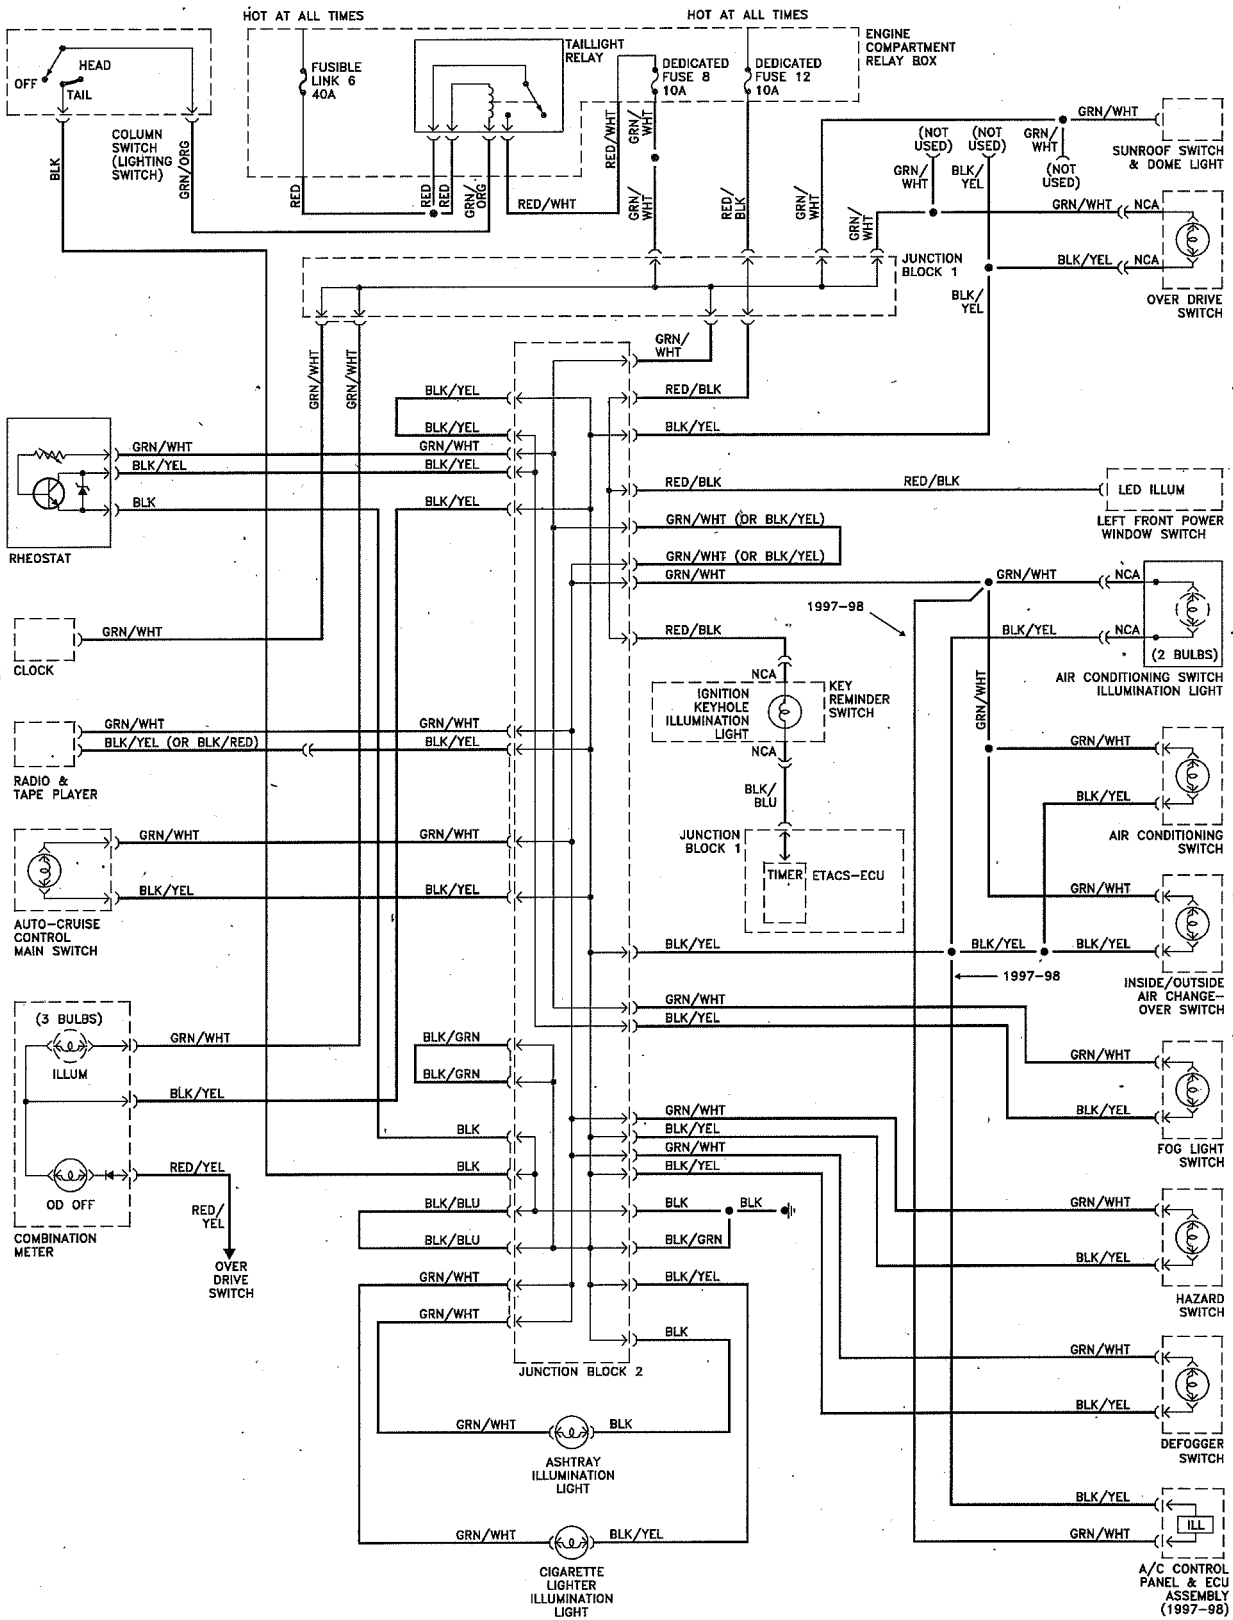 HOT AT ALL TIMES
HOT AT ALL TIMES
OFF
HEAD
TAIL
COLUMN
SWITCH
(LIGHTING
SWITCH)
BLK
GRN/ORG
FUSIBLE
LINK 6
40A
TAILLIGHT
RELAY
DEDICATED
FUSE 8
10A
DEDICATED
FUSE 12
10A
ENGINE
COMPARTMENT
RELAY BOX
RED
RED
RED
GRN/
ORG
RED/WHT
RED/WHT
GRN/
WHT
GRN/
WHT
RED/
BLK
GRN/
WHT
GRN/
WHT
GRN/WHT
(NOT
USED)
(NOT
USED)
GRN/
WHT
(NOT
USED)
GRN/
WHT
BLK/
YEL
SUNROOF SWITCH
& DOME LIGHT
GRN/WHT
NCA
BLK/YEL
NCA
BLK/
YEL
OVER DRIVE
SWITCH
JUNCTION
BLOCK 1
GRN/WHT
GRN/WHT
GRN/
WHT
BLK/YEL
RED/BLK
BLK/YEL
BLK/YEL
GRN/WHT
GRN/WHT
BLK/YEL
BLK/YEL
BLK
BLK/YEL
RHEOSTAT
RED/BLK
RED/BLK
LED ILLUM
LEFT FRONT POWER
WINDOW SWITCH
GRN/WHT (OR BLK/YEL)
GRN/WHT (OR BLK/YEL)
GRN/WHT
GRN/WHT
NCA
1997-98
BLK/YEL
NCA
(2 BULBS)
AIR CONDITIONING SWITCH
ILLUMINATION LIGHT
GRN/WHT
CLOCK
RED/BLK
NCA
IGNITION
KEYHOLE
ILLUMINATION
LIGHT
KEY
REMINDER
SWITCH
NCA
BLK/
BLU
GRN/WHT
GRN/WHT
GRN/WHT
BLK/YEL (OR BLK/RED)
BLK/YEL
RADIO &
TAPE PLAYER
GRN/WHT
BLK/YEL
AIR CONDITIONING
SWITCH
JUNCTION
BLOCK 1
TIMER
ETACS-ECU
GRN/WHT
GRN/WHT
BLK/YEL
BLK/YEL
AUTO-CRUISE
CONTROL
MAIN SWITCH
GRN/WHT
BLK/YEL
BLK/YEL
BLK/YEL
1997-98
INSIDE/OUTSIDE
AIR CHANGE-
OVER SWITCH
(3 BULBS)
ILLUM
GRN/WHT
BLK/YEL
OD OFF
RED/YEL
RED/
YEL
COMBINATION
METER
OVER
DRIVE
SWITCH
BLK/GRN
BLK/GRN
BLK
BLK
BLK/BLU
BLK/BLU
GRN/WHT
GRN/WHT
GRN/WHT
BLK/YEL
GRN/WHT
BLK/YEL
FOG LIGHT
SWITCH
GRN/WHT
BLK/YEL
GRN/WHT
BLK/YEL
BLK
BLK
BLK/GRN
BLK/YEL
BLK
GRN/WHT
BLK/YEL
HAZARD
SWITCH
JUNCTION BLOCK 2
GRN/WHT
BLK/YEL
DEFOGGER
SWITCH
GRN/WHT
BLK
ASHTRAY
ILLUMINATION
LIGHT
GRN/WHT
BLK/YEL
CIGARETTE
LIGHTER
ILLUMINATION
LIGHT
BLK/YEL
GRN/WHT
ILL
A/C CONTROL
PANEL & ECU
ASSEMBLY
(1997-98)